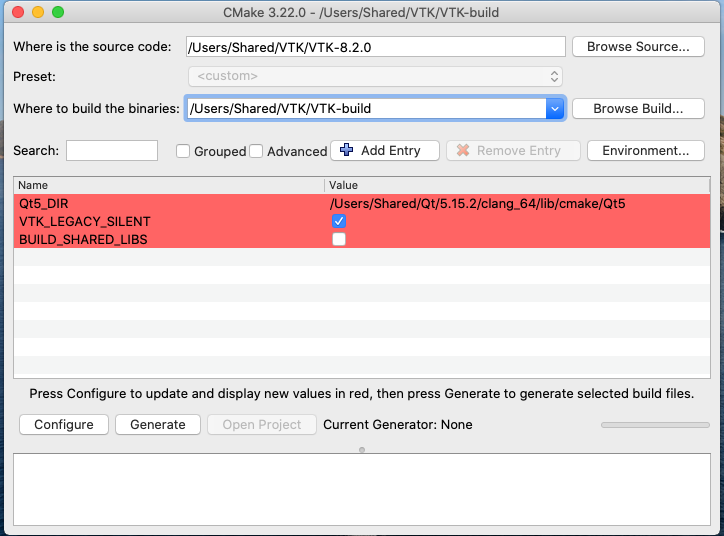 CMake 3.22.0 - /Users/Shared/VTK/VTK-build
Where is the source code: /Users/Shared/VTK/VTK-8.2.0 Browse Source...
Preset: <custom>
Where to build the binaries: /Users/Shared/VTK/VTK-build Browse Build...
Search: Grouped Advanced Add Entry Remove Entry Environment...
Name Value
Qt5_DIR /Users/Shared/Qt/5.15.2/clang_64/lib/cmake/Qt5
VTK_LEGACY_SILENT
BUILD_SHARED_LIBS
Press Configure to update and display new values in red, then press Generate to generate selected build files.
Configure Generate Open Project Current Generator: None